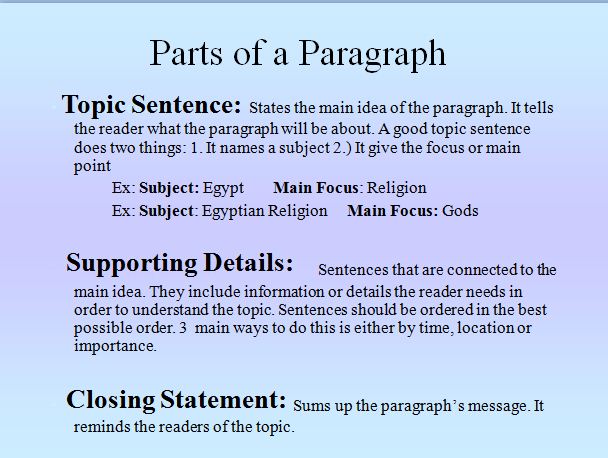 Parts of a Paragraph
Topic Sentence: States the main idea of the paragraph. It tells
the reader what the paragraph will be about. A good topic sentence
does two things: 1. It names a subject 2.) It give the focus or main
point
Ex: Subject: Egypt Main Focus: Religion
Ex: Subject: Egyptian Religion Main Focus: Gods
Supporting Details: Sentences that are connected to the
main idea. They include information or details the reader needs in
order to understand the topic. Sentences should be ordered in the best
possible order. 3 main ways to do this is either by time, location or
importance.
Closing Statement: Sums up the paragraph’s message. It
reminds the readers of the topic.